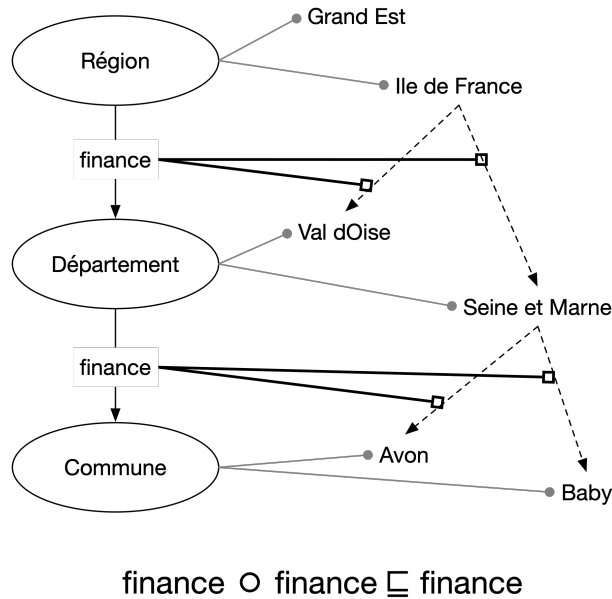 Grand Est
Région
Ile de France
finance
Val dOise
Département
Seine et Marne
finance
Avon
Commune
Baby
finance o finance ⊑ finance